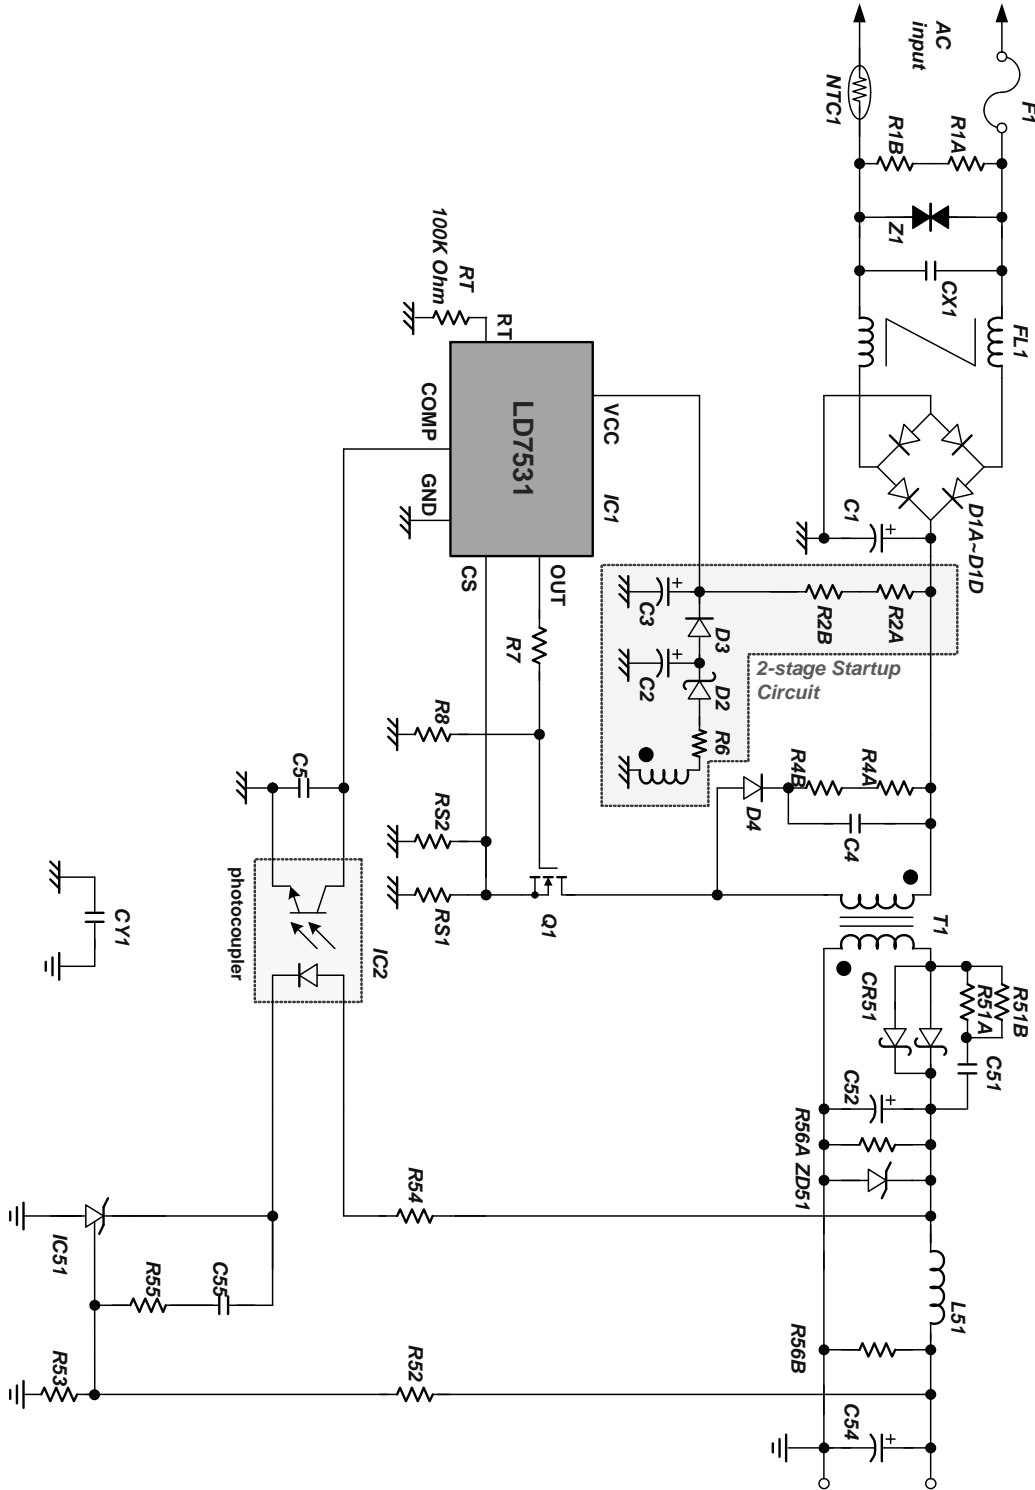 AC
input
F1
NTC1
R1A
R1B
Z1
CX1
FL1
D1A~D1D
C1
R2A
R2B
2-stage Startup
Circuit
D3
C3
D2
C2
R6
R4A
R4B
C4
D4
T1
R51B
R51A
C51
CR51
C52
R56A
ZD51
L51
R56B
C54
RT
100K Ohm
RT
COMP
GND
LD7531
VCC
IC1
OUT
CS
R7
R8
RS2
RS1
Q1
C5
IC2
photocoupler
CY1
R54
IC51
R55
C55
R53
R52